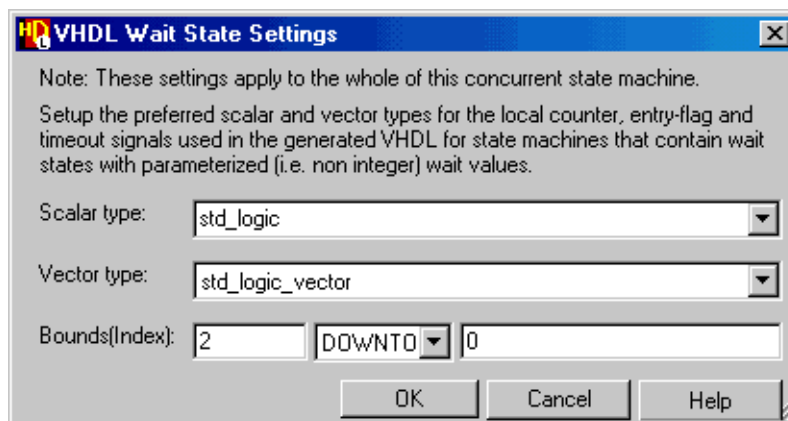 HDL VHDL Wait State Settings
Note: These settings apply to the whole of this concurrent state machine.
Setup the preferred scalar and vector types for the local counter, entry-flag and
timeout signals used in the generated VHDL for state machines that contain wait
states with parameterized (i.e. non integer) wait values.
Scalar type: std_logic
Vector type: std_logic_vector
Bounds(Index): 2 DOWNTO 0
OK Cancel Help